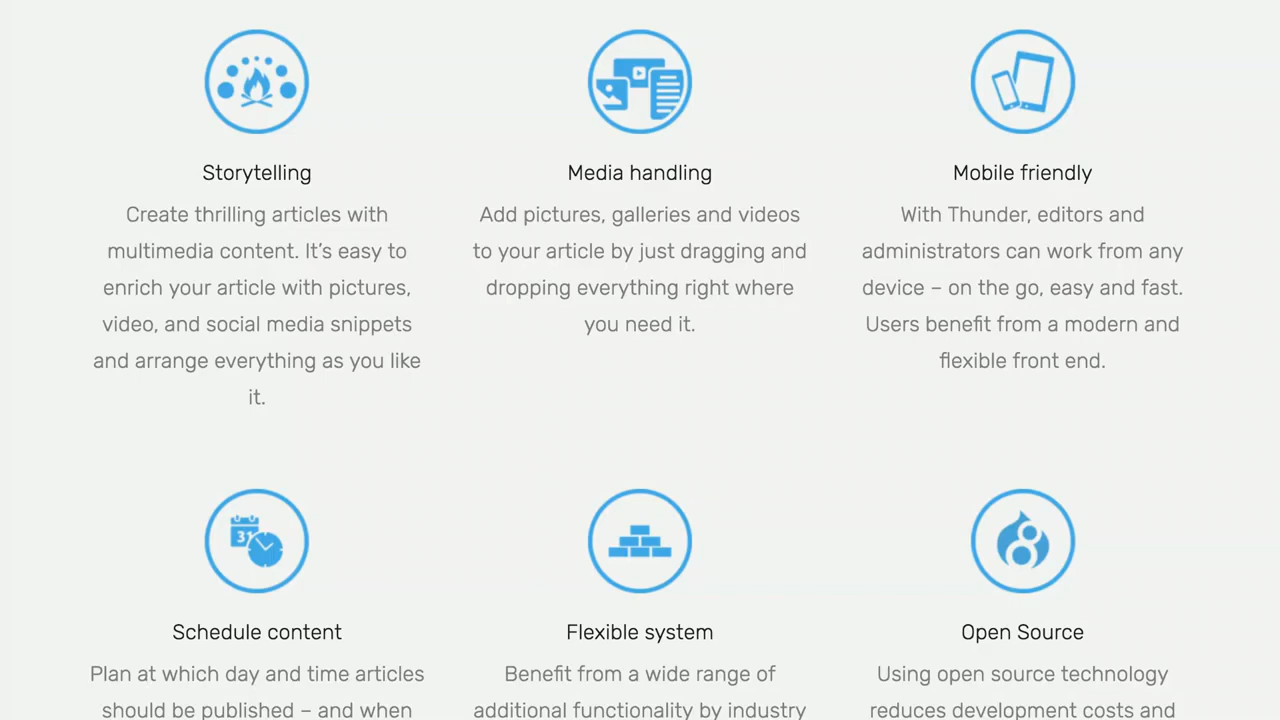 Storytelling
Create thrilling articles with
multimedia content. It’s easy to
enrich your article with pictures,
video, and social media snippets
and arrange everything as you like
it.
Media handling
Add pictures, galleries and videos
to your article by just dragging and
dropping everything right where
you need it.
Mobile friendly
With Thunder, editors and
administrators can work from any
device – on the go, easy and fast.
Users benefit from a modern and
flexible front end.
31
Schedule content
Plan at which day and time articles
should be published – and when
Flexible system
Benefit from a wide range of
additional functionality by industry
8
Open Source
Using open source technology
reduces development costs and